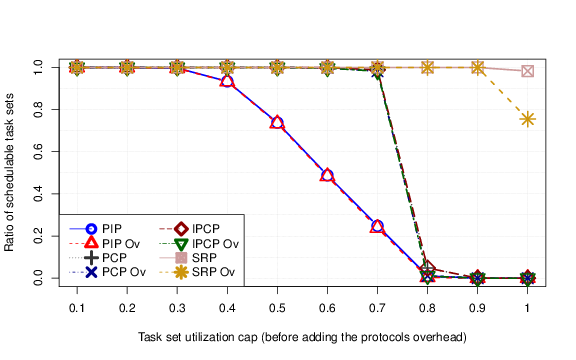 1.0
0.8
0.6
0.4
0.2
0.0
Ratio of schedulable task sets
PIP
PIP Ov
PCP
PCP Ov
IPCP
IPCP Ov
SRP
SRP Ov
0.1 0.2 0.3 0.4 0.5 0.6 0.7 0.8 0.9 1
Task set utilization cap (before adding the protocols overhead)